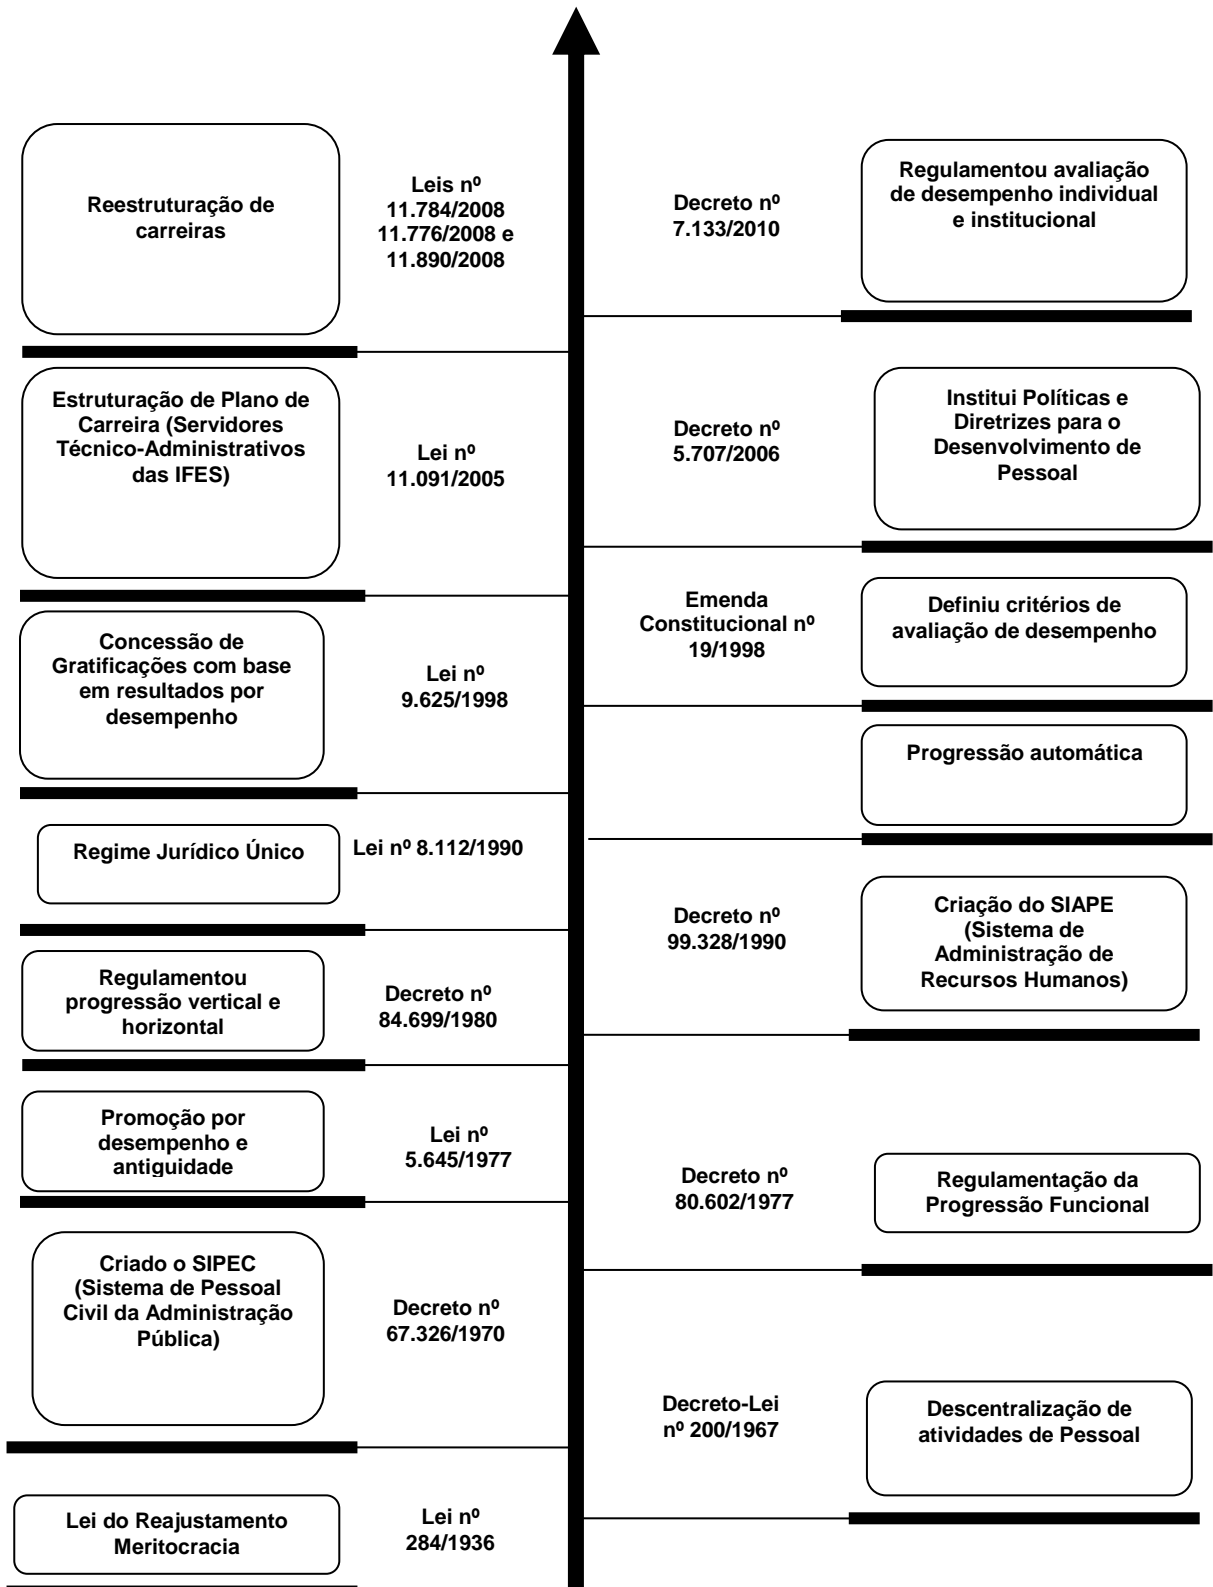 Reestruturação de
carreiras
Leis nº
11.784/2008
11.776/2008 e
11.890/2008
Decreto nº
7.133/2010
Regulamentou avaliação
de desempenho individual
e institucional
Estruturação de Plano de
Carreira (Servidores
Técnico-Administrativos
das IFES)
Lei nº
11.091/2005
Decreto nº
5.707/2006
Institui Políticas e
Diretrizes para o
Desenvolvimento de
Pessoal
Concessão de
Gratificações com base
em resultados por
desempenho
Lei nº
9.625/1998
Emenda
Constitucional nº
19/1998
Definiu critérios de
avaliação de desempenho
Progressão automática
Regime Jurídico Único
Lei nº 8.112/1990
Decreto nº
99.328/1990
Criação do SIAPE
(Sistema de
Administração de
Recursos Humanos)
Regulamentou
progressão vertical e
horizontal
Decreto nº
84.699/1980
Promoção por
desempenho e
antiguidade
Lei nº
5.645/1977
Decreto nº
80.602/1977
Regulamentação da
Progressão Funcional
Criado o SIPEC
(Sistema de Pessoal
Civil da Administração
Pública)
Decreto nº
67.326/1970
Decreto-Lei
nº 200/1967
Descentralização de
atividades de Pessoal
Lei do Reajustamento
Meritocracia
Lei nº
284/1936